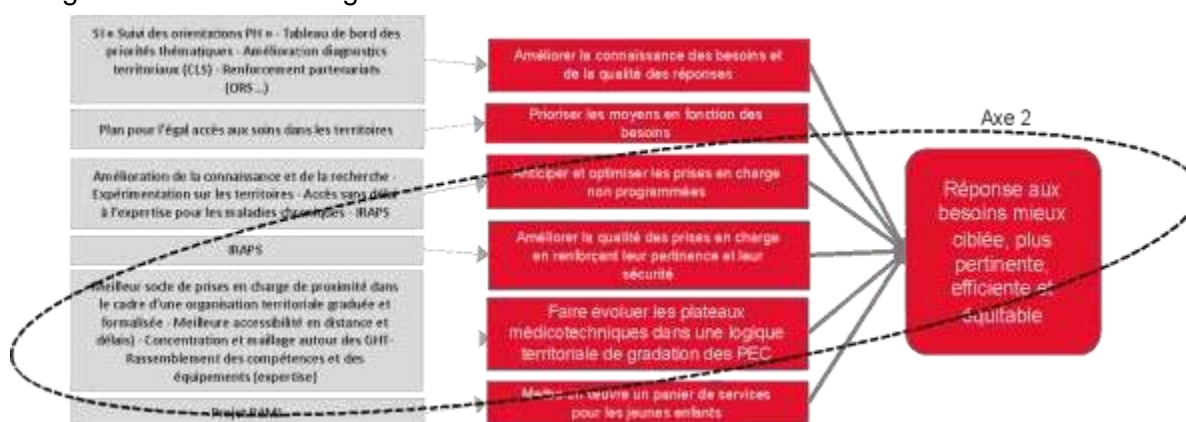 SI « Suivi des orientations PH » - Tableau de bord des
priorités thématiques - Amélioration diagnostics
territoriaux (CLS) - Renforcement partenariats
(ORS ...)
Plan pour l'égal accès aux soins dans les territoires
Amélioration de la connaissance et de la recherche -
Expérimentation sur les territoires - Accès sans délai
à l'expertise pour les maladies chroniques - IRAPS
IRAPS
Meilleur socle de prises en charge de proximité dans
le cadre d'une organisation territoriale graduée et
formalisée - Meilleure accessibilité en distance et
délais) - Concentration et maillage autour des GHT-
Rassemblement des compétences et des
équipements (expertise)
Projet
Améliorer la connaissance des besoins et
de la qualité des réponses
Prioriser les moyens en fonction des
besoins
Anticiper et optimiser les prises en charge
non programmées
Améliorer la qualité des prises en charge
en renforçant leur pertinence et leur
sécurité
Faire évoluer les plateaux
médicotechniques dans une logique
territoriale de gradation des PEC
Mettre en œuvre un panier de services
pour les jeunes enfants
Axe 2
Réponse aux
besoins mieux
ciblée, plus
pertinente,
efficiente et
équitable